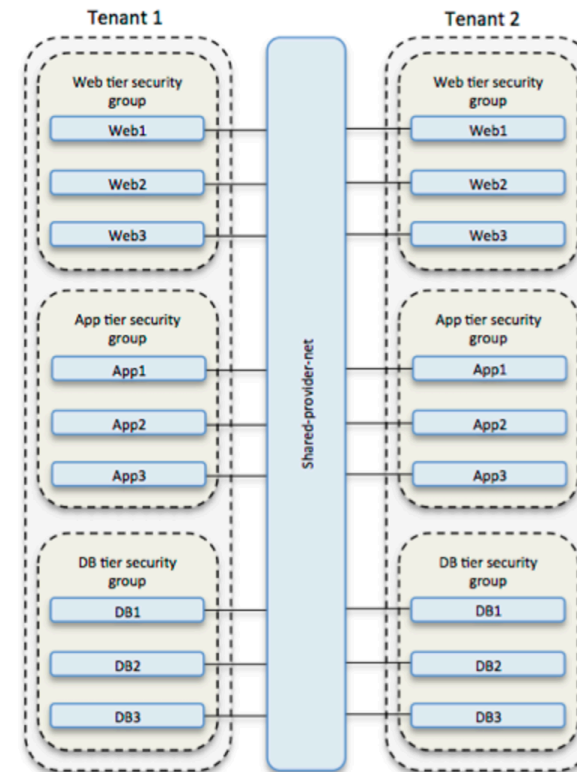 Tenant 1
Web tier security
group
Web1
Web2
Web3
App tier security
group
App1
App2
App3
DB tier security
group
DB1
DB2
DB3
Shared-provider-net
Tenant 2
Web tier security
group
Web1
Web2
Web3
App tier security
group
App1
App2
App3
DB tier security
group
DB1
DB2
DB3